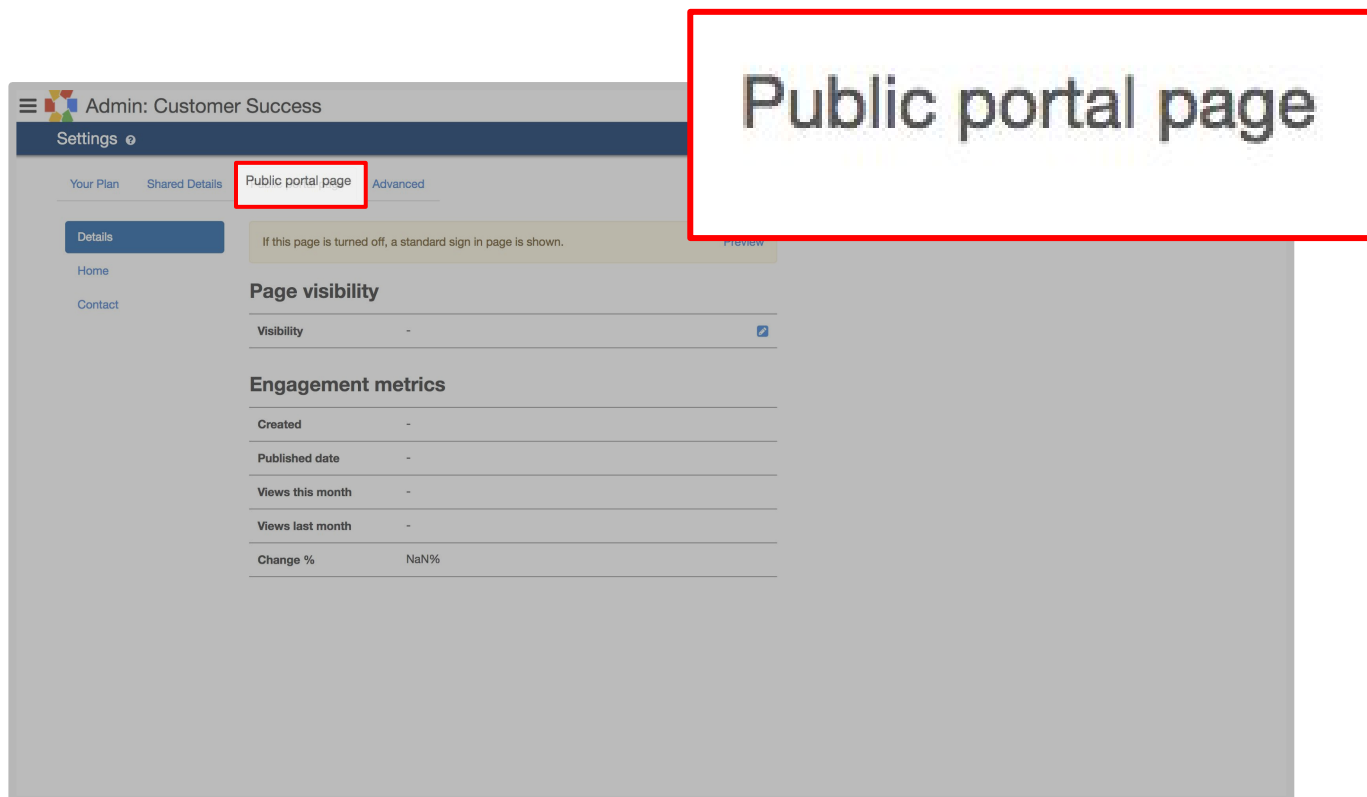 Public portal page
Admin: Customer Success
Settings
Your Plan Shared Details Public portal page Advanced
Details
Home
Contact
If this page is turned off, a standard sign in page is shown. Preview
Page visibility
Visibility -
Engagement metrics
Created -
Published date -
Views this month -
Views last month -
Change % NaN%